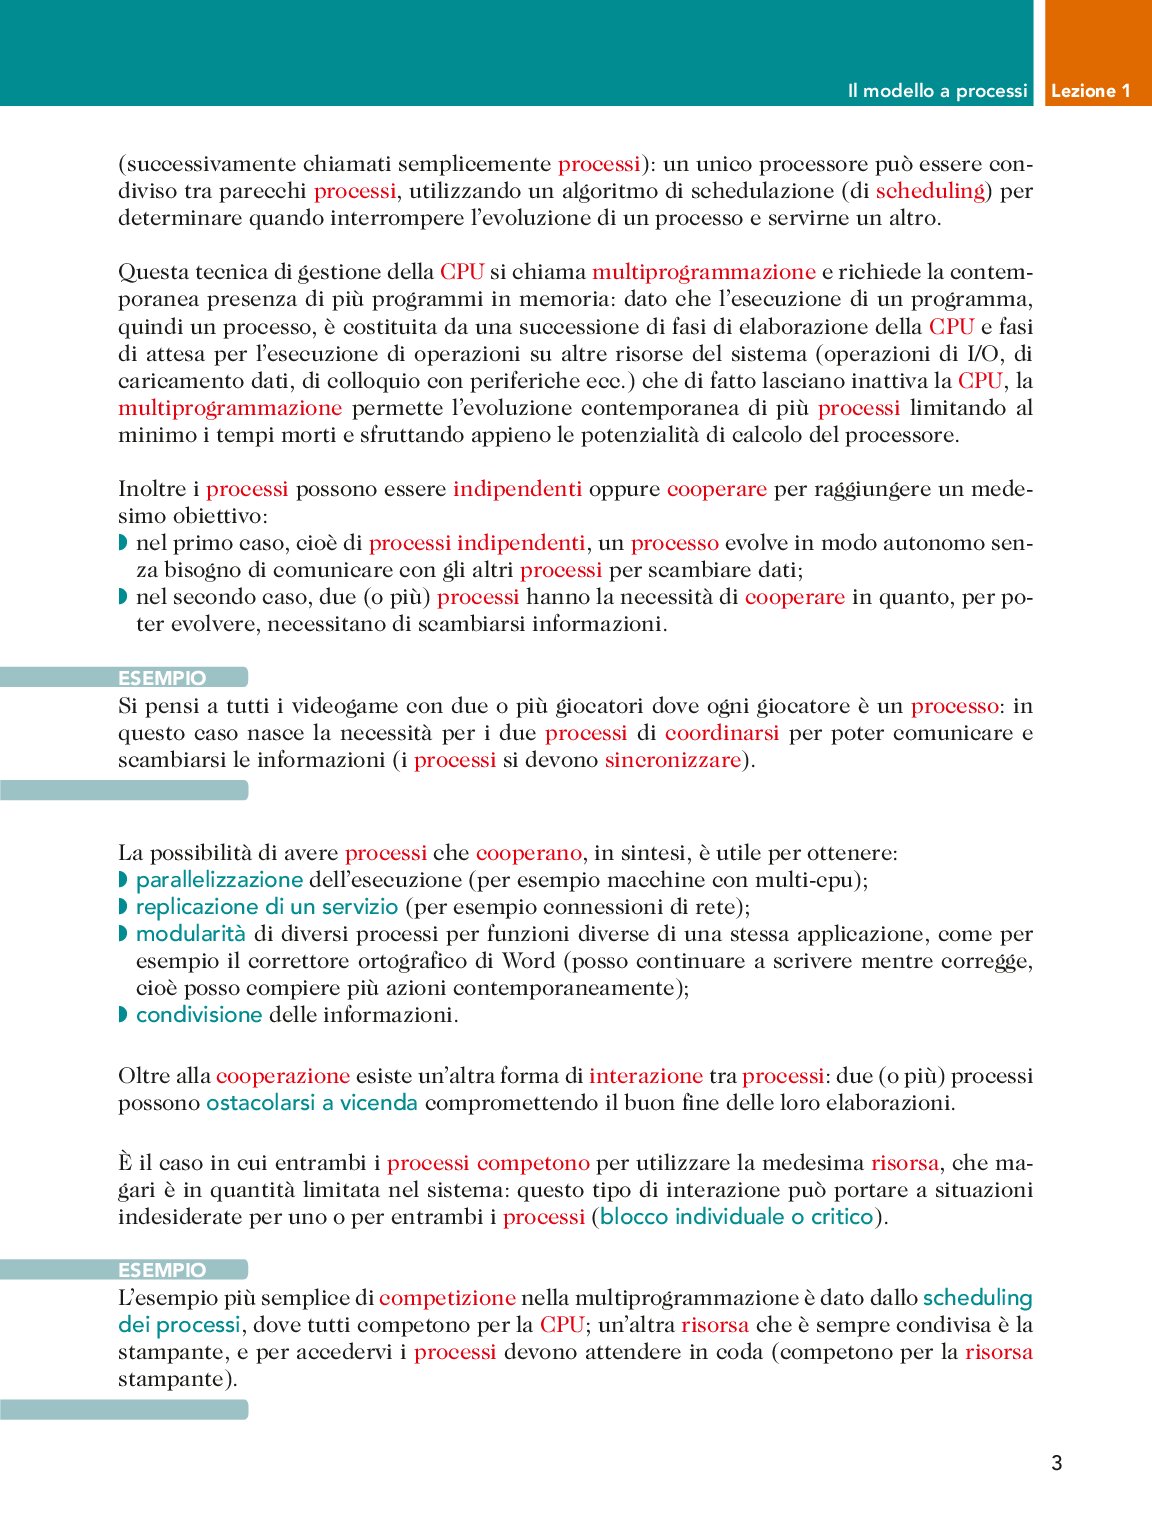 Il modello a processi Lezione 1
(successivamente chiamati semplicemente processi): un unico processore può essere con-
diviso tra parecchi processi, utilizzando un algoritmo di schedulazione (di scheduling) per
determinare quando interrompere l’evoluzione di un processo e servirne un altro.
Questa tecnica di gestione della CPU si chiama multiprogrammazione e richiede la contem-
poranea presenza di più programmi in memoria: dato che l’esecuzione di un programma,
quindi un processo, è costituita da una successione di fasi di elaborazione della CPU e fasi
di attesa per l’esecuzione di operazioni su altre risorse del sistema (operazioni di I/O, di
caricamento dati, di colloquio con periferiche ecc.) che di fatto lasciano inattiva la CPU, la
multiprogrammazione permette l’evoluzione contemporanea di più processi limitando al
minimo i tempi morti e sfruttando appieno le potenzialità di calcolo del processore.
Inoltre i processi possono essere indipendenti oppure cooperare per raggiungere un mede-
simo obiettivo:
◗ nel primo caso, cioè di processi indipendenti, un processo evolve in modo autonomo sen-
za bisogno di comunicare con gli altri processi per scambiare dati;
◗ nel secondo caso, due (o più) processi hanno la necessità di cooperare in quanto, per po-
ter evolvere, necessitano di scambiarsi informazioni.
ESEMPIO
Si pensi a tutti i videogame con due o più giocatori dove ogni giocatore è un processo: in
questo caso nasce la necessità per i due processi di coordinarsi per poter comunicare e
scambiarsi le informazioni (i processi si devono sincronizzare).
La possibilità di avere processi che cooperano, in sintesi, è utile per ottenere:
◗ parallelizzazione dell’esecuzione (per esempio macchine con multi-cpu);
◗ replicazione di un servizio (per esempio connessioni di rete);
◗ modularità di diversi processi per funzioni diverse di una stessa applicazione, come per
esempio il correttore ortografico di Word (posso continuare a scrivere mentre corregge,
cioè posso compiere più azioni contemporaneamente);
◗ condivisione delle informazioni.
Oltre alla cooperazione esiste un’altra forma di interazione tra processi: due (o più) processi
possono ostacolarsi a vicenda compromettendo il buon fine delle loro elaborazioni.
È il caso in cui entrambi i processi competono per utilizzare la medesima risorsa, che ma-
gari è in quantità limitata nel sistema: questo tipo di interazione può portare a situazioni
indesiderate per uno o per entrambi i processi (blocco individuale o critico).
ESEMPIO
L’esempio più semplice di competizione nella multiprogrammazione è dato dallo scheduling
dei processi, dove tutti competono per la CPU; un’altra risorsa che è sempre condivisa è la
stampante, e per accedervi i processi devono attendere in coda (competono per la risorsa
stampante).
3